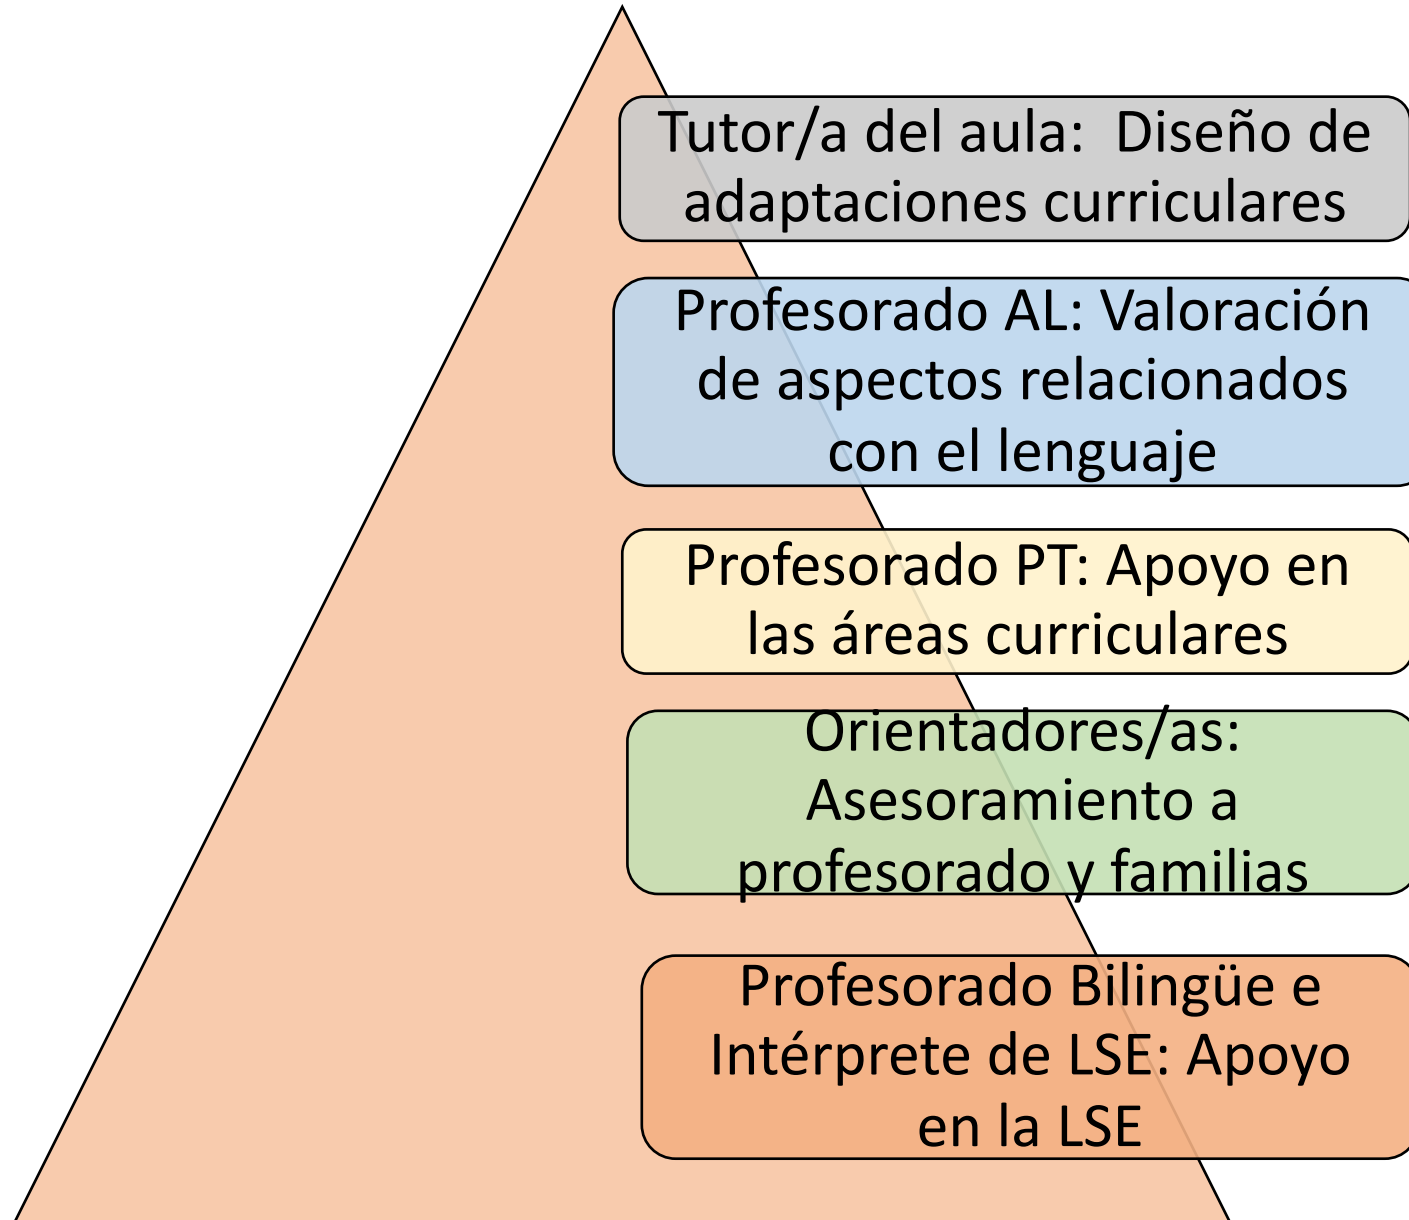 Tutor/a del aula:  Diseño de
adaptaciones curriculares
Profesorado AL: Valoración
de aspectos relacionados
con el lenguaje
Profesorado PT: Apoyo en
las áreas curriculares
Orientadores/as:
Asesoramiento a
profesorado y familias
Profesorado Bilingüe e
Intérprete de LSE: Apoyo
en la LSE